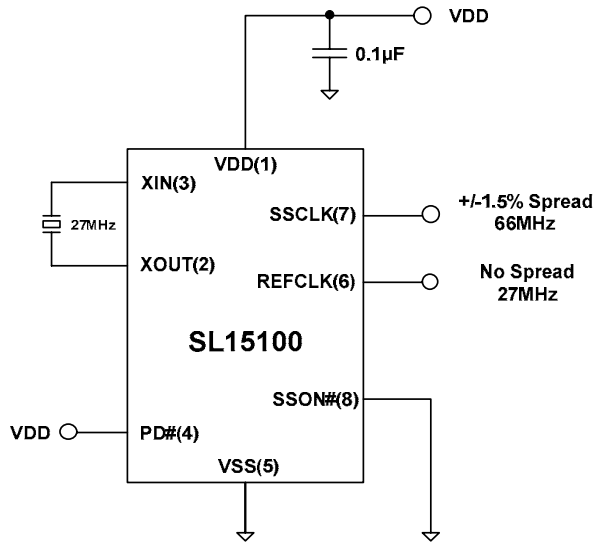 VDD
0.1µF
VDD(1)
XIN(3)
27MHz
XOUT(2)
SSCLK(7)
+/-1.5% Spread
66MHz
REFCLK(6)
No Spread
27MHz
SL15100
SSON#(8)
VDD
PD#(4)
VSS(5)